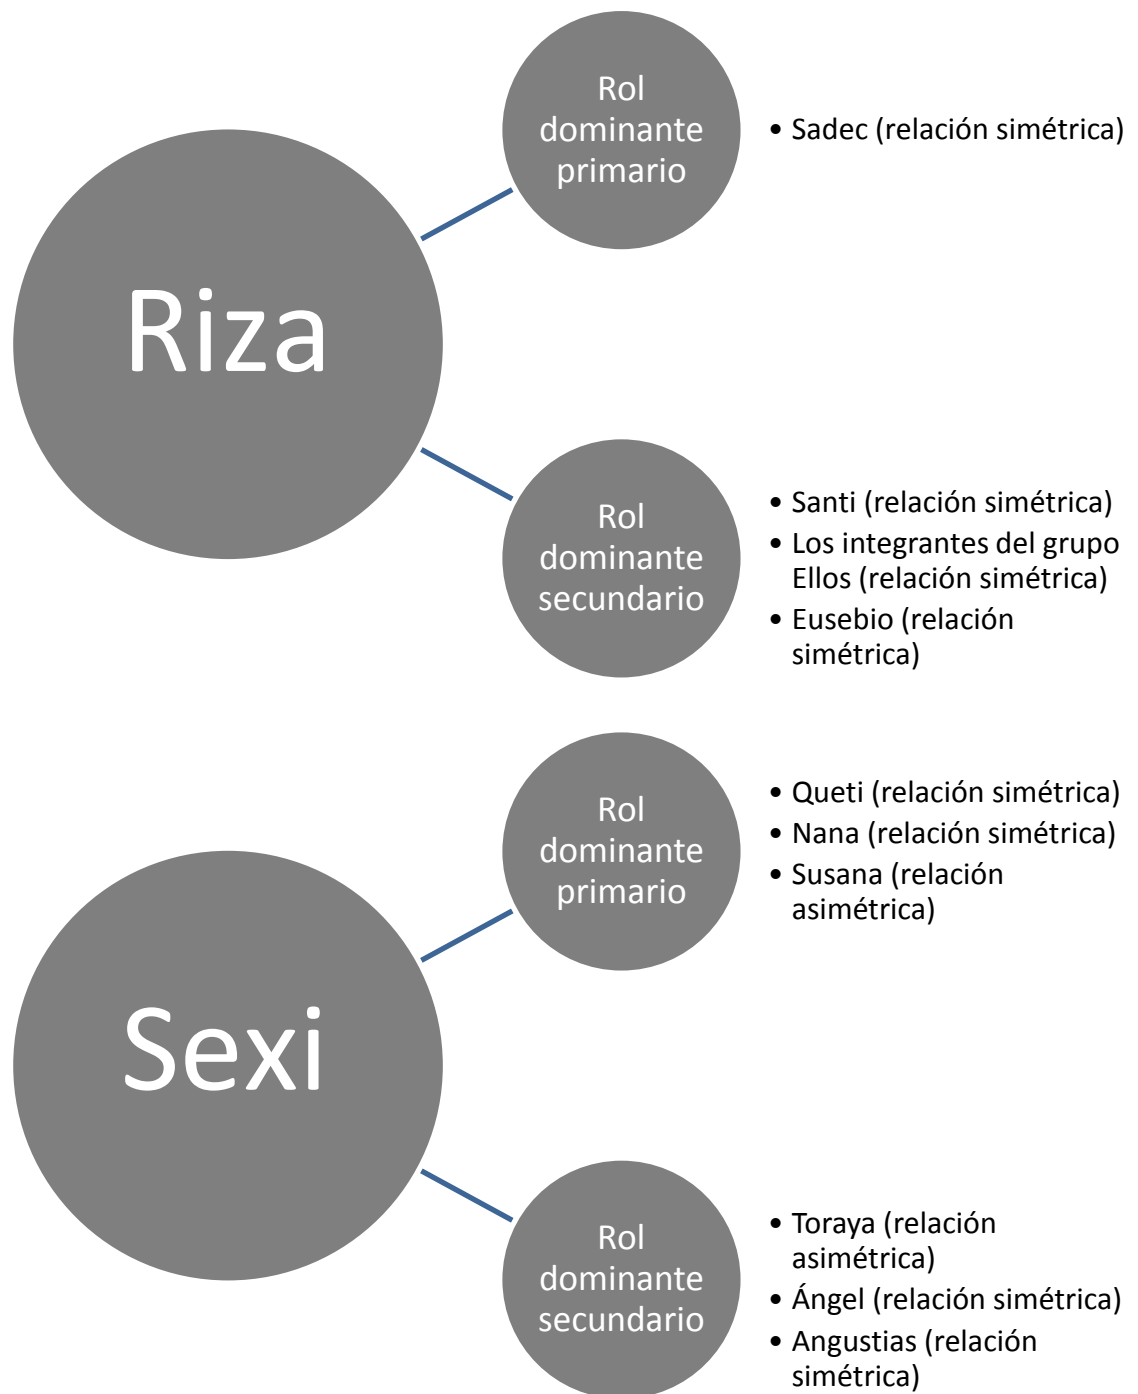 Riza
Rol
dominante
primario
• Sadec (relación simétrica)
Rol
dominante
secundario
• Santi (relación simétrica)
• Los integrantes del grupo
Ellos (relación simétrica)
• Eusebio (relación
simétrica)
Sexi
Rol
dominante
primario
• Queti (relación simétrica)
• Nana (relación simétrica)
• Susana (relación
asimétrica)
Rol
dominante
secundario
• Toraya (relación
asimétrica)
• Ángel (relación simétrica)
• Angustias (relación
simétrica)